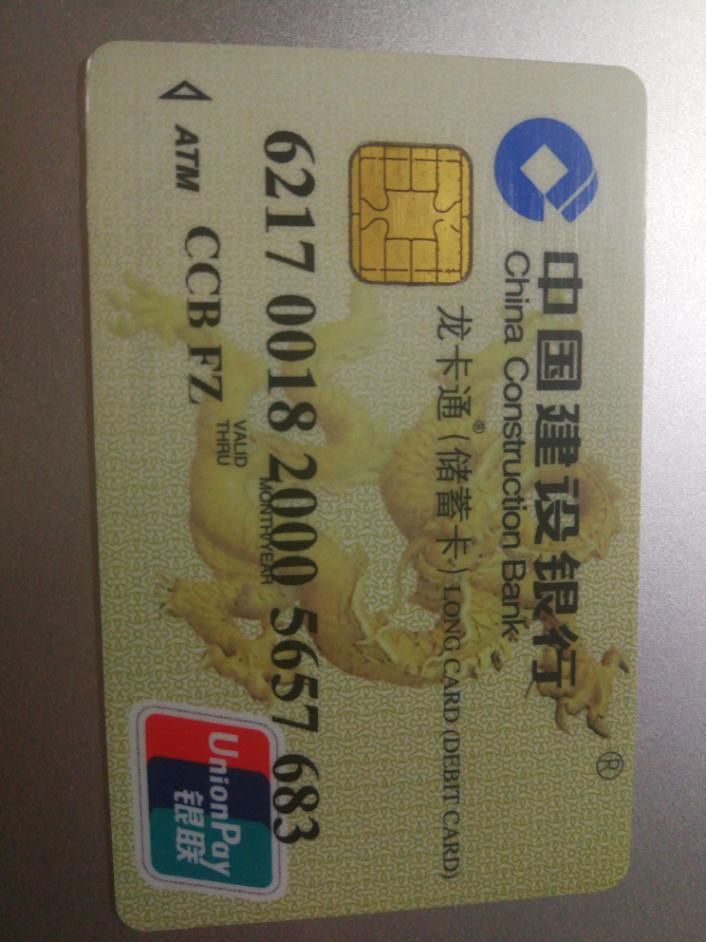 中国建设银行®
China Construction Bank
龙卡通®(储蓄卡) LONG CARD (DEBIT CARD)
6217 0018 2000 5657 683
MONTH/YEAR
VALID
THRU
CCB FZ
ATM
UnionPay
银联